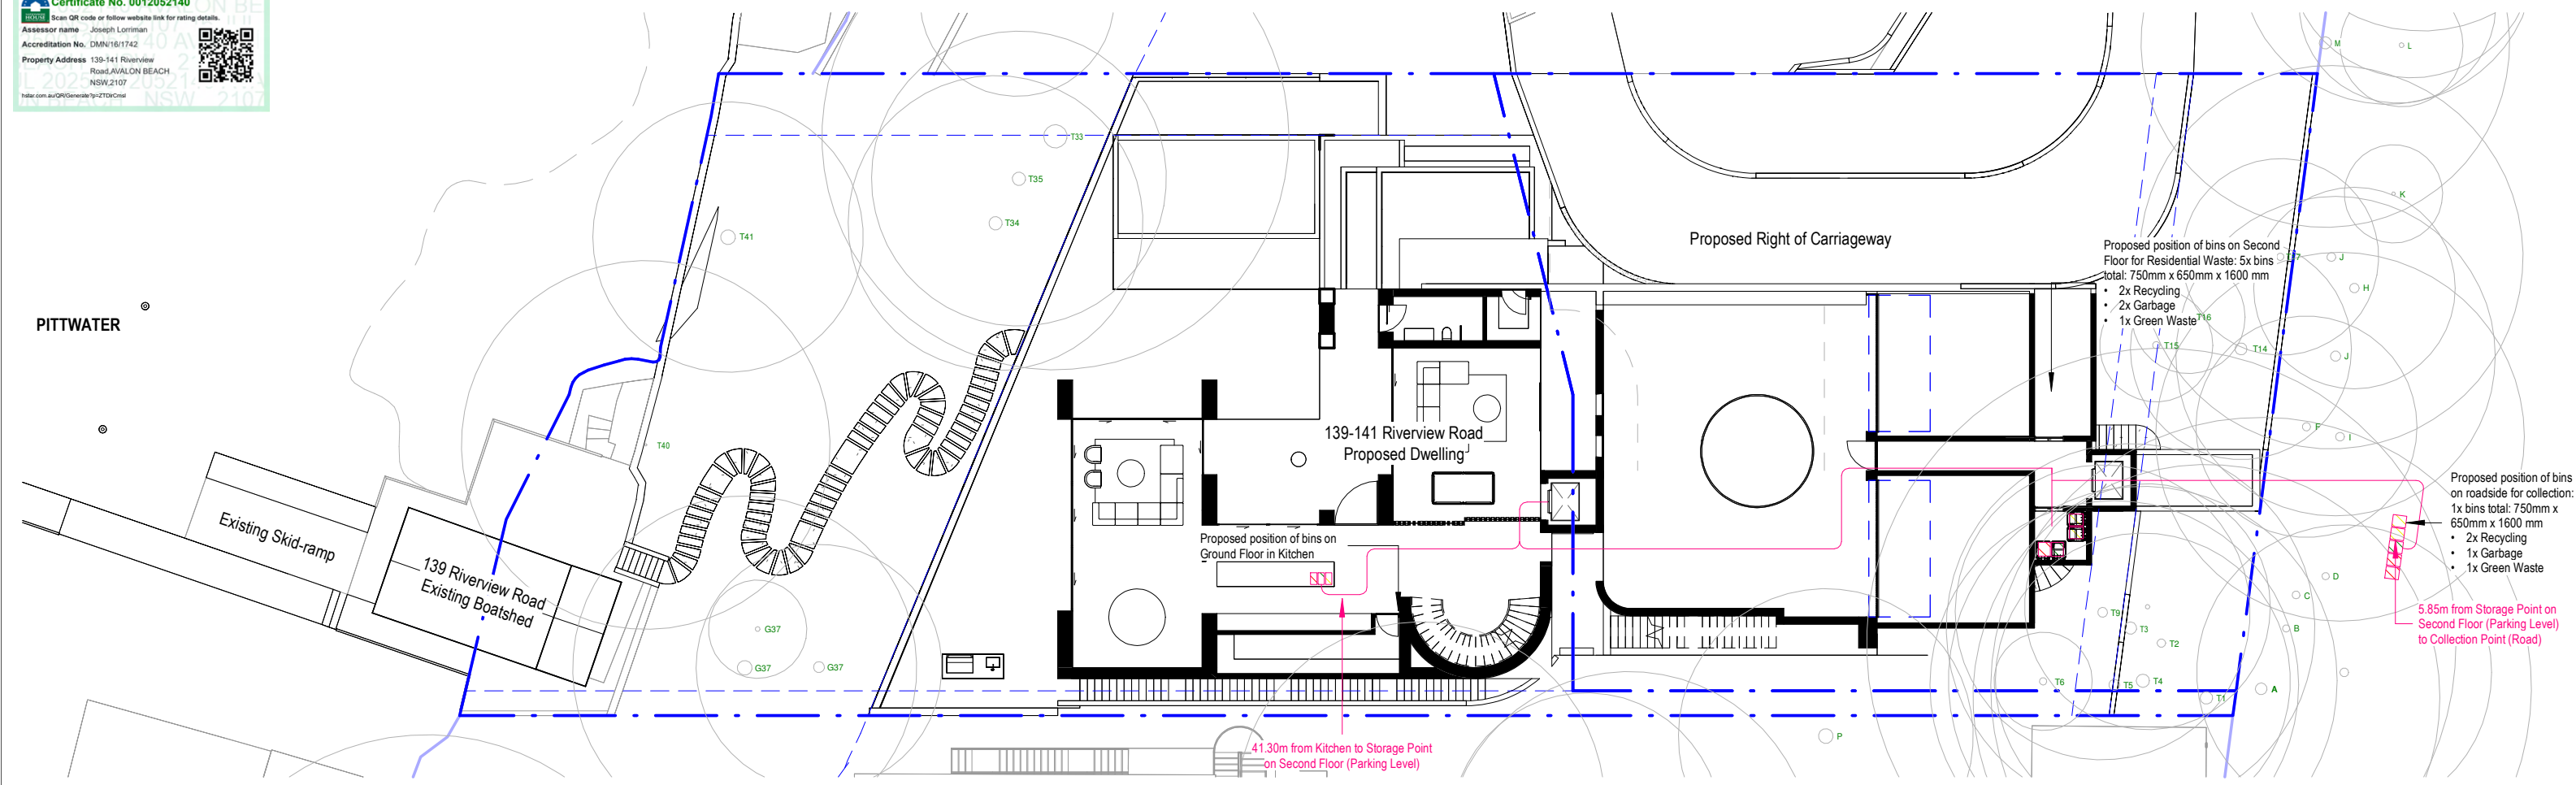 Certificate No. 0012052140
Scan QR code or follow website link for rating details.
Assessor name Joseph Lorriman
Accreditation No. DMN/16/1742
Property Address 139-141 Riverview
Road,AVALON BEACH
NSW,2107
HOUSE
PITTWATER
Existing Skid-ramp
139 Riverview Road
Existing Boatshed
T41
T40
T33
T35
T34
G37
G37
G37
139-141 Riverview Road
Proposed Dwelling
Proposed position of bins on
Ground Floor in Kitchen
41.30m from Kitchen to Storage Point
on Second Floor (Parking Level)
Proposed Right of Carriageway
Proposed position of bins on Second
Floor for Residential Waste: 5x bins
total: 750mm x 650mm x 1600 mm
• 2x Recycling
• 2x Garbage
• 1x Green Waste
T16
T15
T14
M
L
K
J
H
J
F
I
D
C
B
A
T9
T3
T2
T6
T5
T4
T1
P
Proposed position of bins
on roadside for collection:
1x bins total: 750mm x
650mm x 1600 mm
• 2x Recycling
• 1x Garbage
• 1x Green Waste
5.85m from Storage Point on
Second Floor (Parking Level)
to Collection Point (Road)